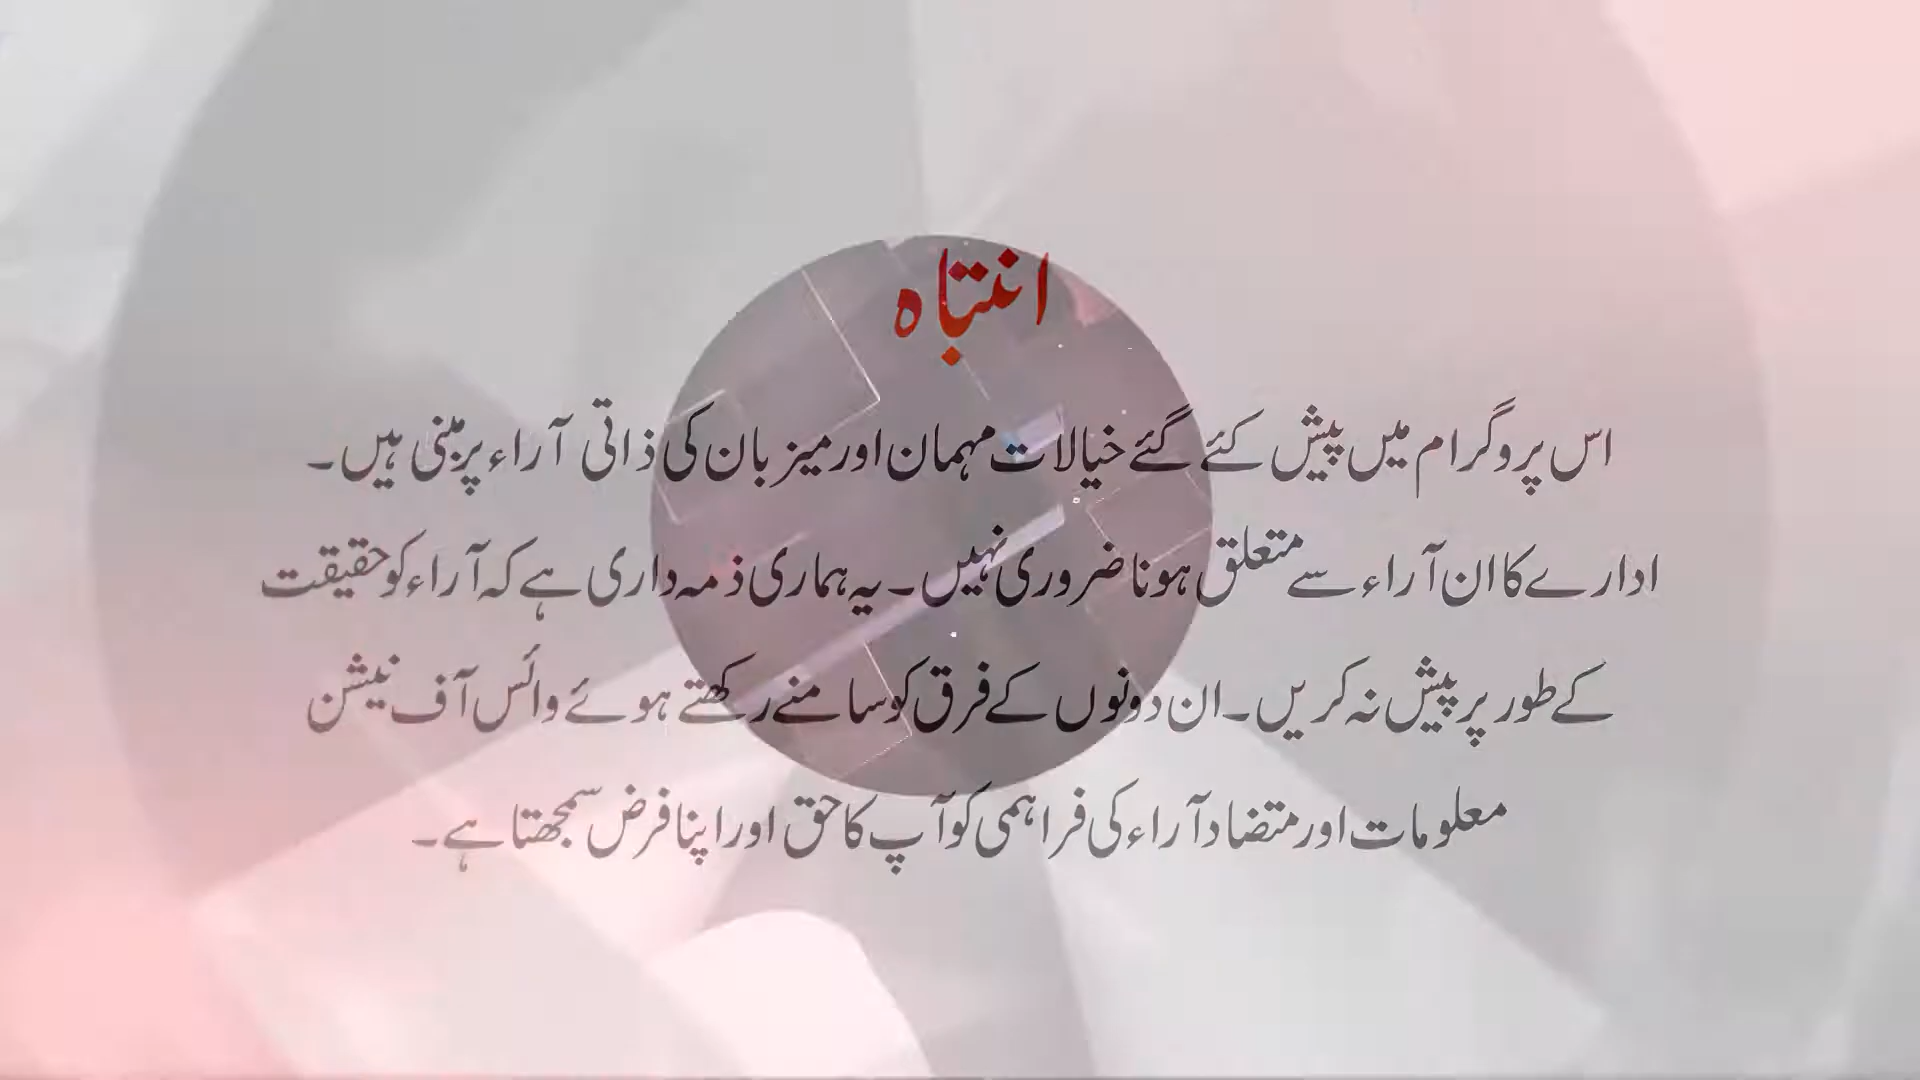 انتباہ
اس پروگرام میں پیش کئے گئے خیالات مہمان اور میزبان کی ذاتی آراء پر مبنی ہیں۔
ادارے کا ان آراء سے متعلق ہونا ضروری نہیں۔ یہ ہماری ذمہ داری ہے کہ آراء کو حقیقت
کے طور پر پیش نہ کریں۔ ان دونوں کے فرق کو سامنے رکھتے ہوئے وائس آف نیشن
معلومات اور متضاد آراء کی فراہمی کو آپ کا حق اور اپنا فرض سمجھتا ہے۔